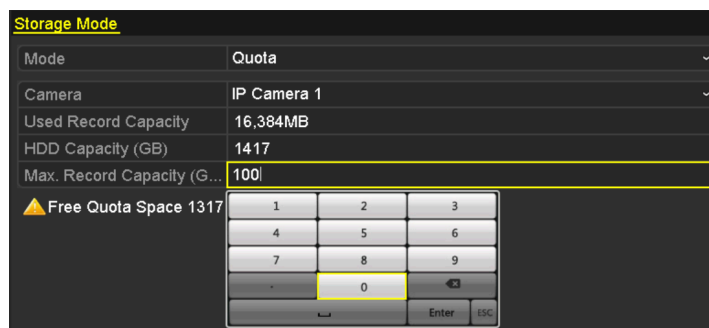 Storage Mode
Mode Quota
Camera IP Camera 1
Used Record Capacity 16,384MB
HDD Capacity (GB) 1417
Max. Record Capacity (G... 100
Free Quota Space 1317
1 2 3
4 5 6
7 8 9
. 0
Enter ESC